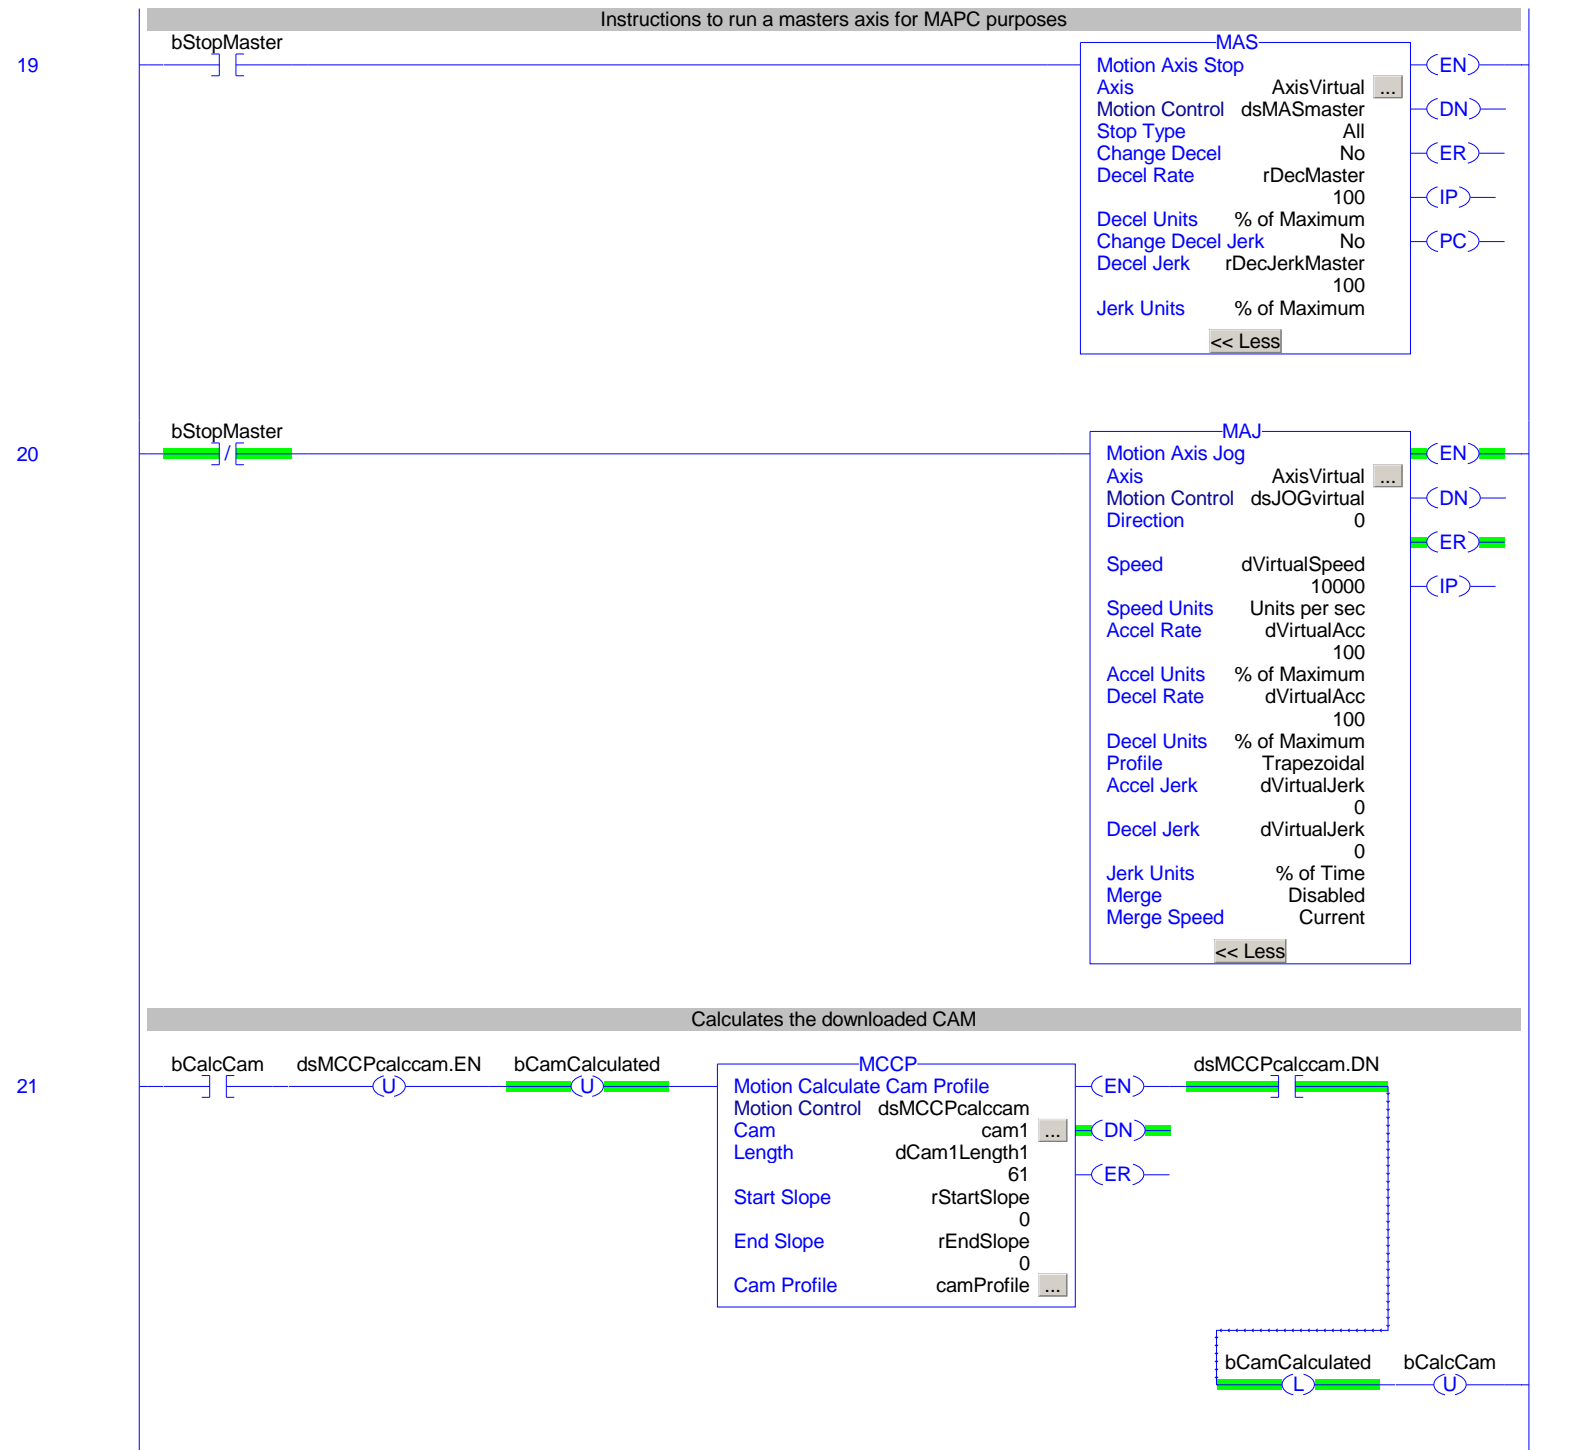 Instructions to run a masters axis for MAPC purposes
19
bStopMaster
MAS
Motion Axis Stop
Axis AxisVirtual ...
Motion Control dsMASmaster
Stop Type All
Change Decel No
Decel Rate rDecMaster
100
Decel Units % of Maximum
Change Decel Jerk No
Decel Jerk rDecJerkMaster
100
Jerk Units % of Maximum
<< Less
EN
DN
ER
IP
PC
20
bStopMaster
/
MAJ
Motion Axis Jog
Axis AxisVirtual ...
Motion Control dsJOGvirtual
Direction 0
Speed dVirtualSpeed
10000
Speed Units Units per sec
Accel Rate dVirtualAcc
100
Accel Units % of Maximum
Decel Rate dVirtualAcc
100
Decel Units % of Maximum
Profile Trapezoidal
Accel Jerk dVirtualJerk
0
Decel Jerk dVirtualJerk
0
Jerk Units % of Time
Merge Disabled
Merge Speed Current
<< Less
EN
DN
ER
IP
Calculates the downloaded CAM
21
bCalcCam
dsMCCPcalccam.EN
U
bCamCalculated
U
MCCP
Motion Calculate Cam Profile
Motion Control dsMCCPcalccam
Cam cam1 ...
Length dCam1Length1
61
Start Slope rStartSlope
0
End Slope rEndSlope
0
Cam Profile camProfile ...
EN
DN
ER
dsMCCPcalccam.DN
bCamCalculated
L
bCalcCam
U